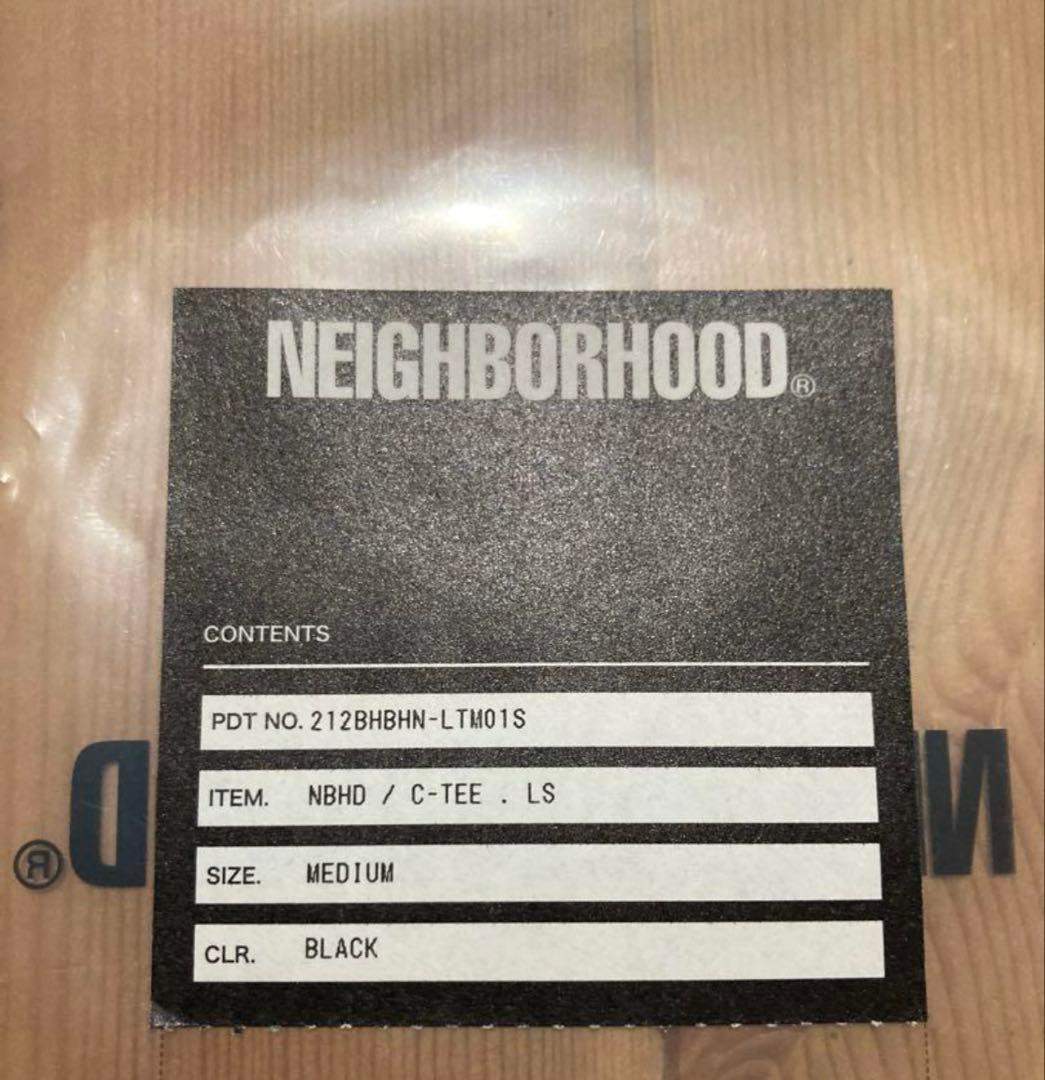 NEIGHBORHOOD®
CONTENTS
PDT NO. 212BHBHN-LTM01S
ITEM. NBHD / C-TEE . LS
SIZE. MEDIUM
CLR. BLACK